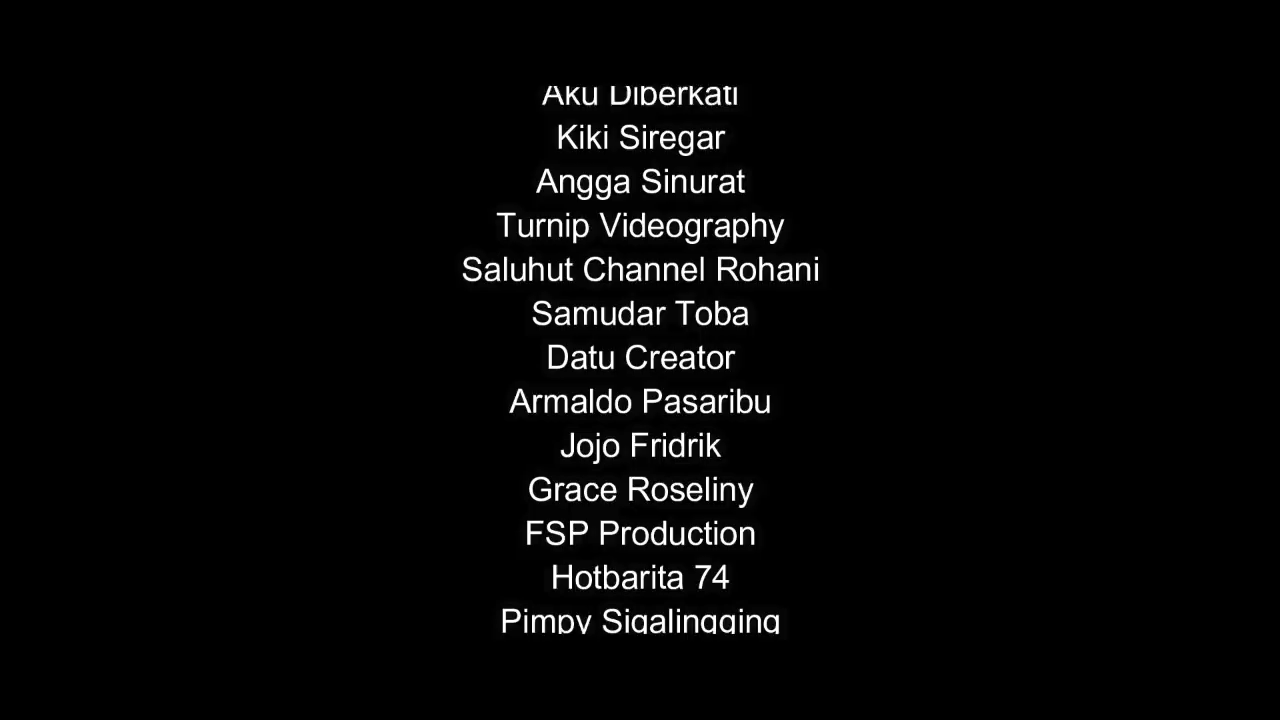 Aku Diberkati
Kiki Siregar
Angga Sinurat
Turnip Videography
Saluhut Channel Rohani
Samudar Toba
Datu Creator
Armaldo Pasaribu
Jojo Fridrik
Grace Roseliny
FSP Production
Hotbarita 74
Pimpy Sigalingging